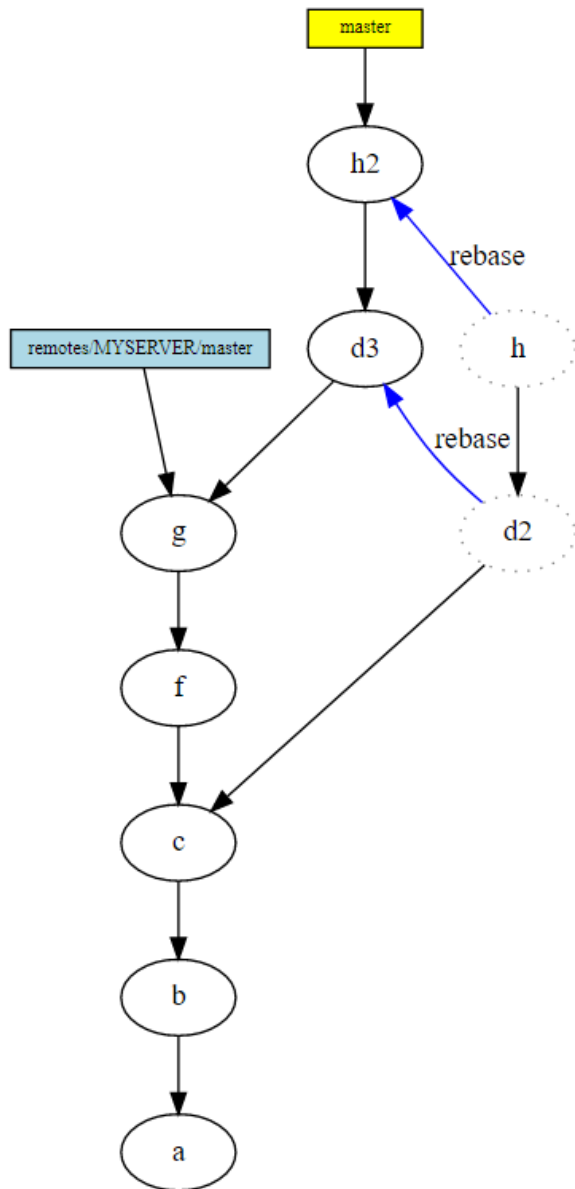 master
h2
rebase
remotes/MYSERVER/master
d3
h
rebase
g
d2
f
c
b
a